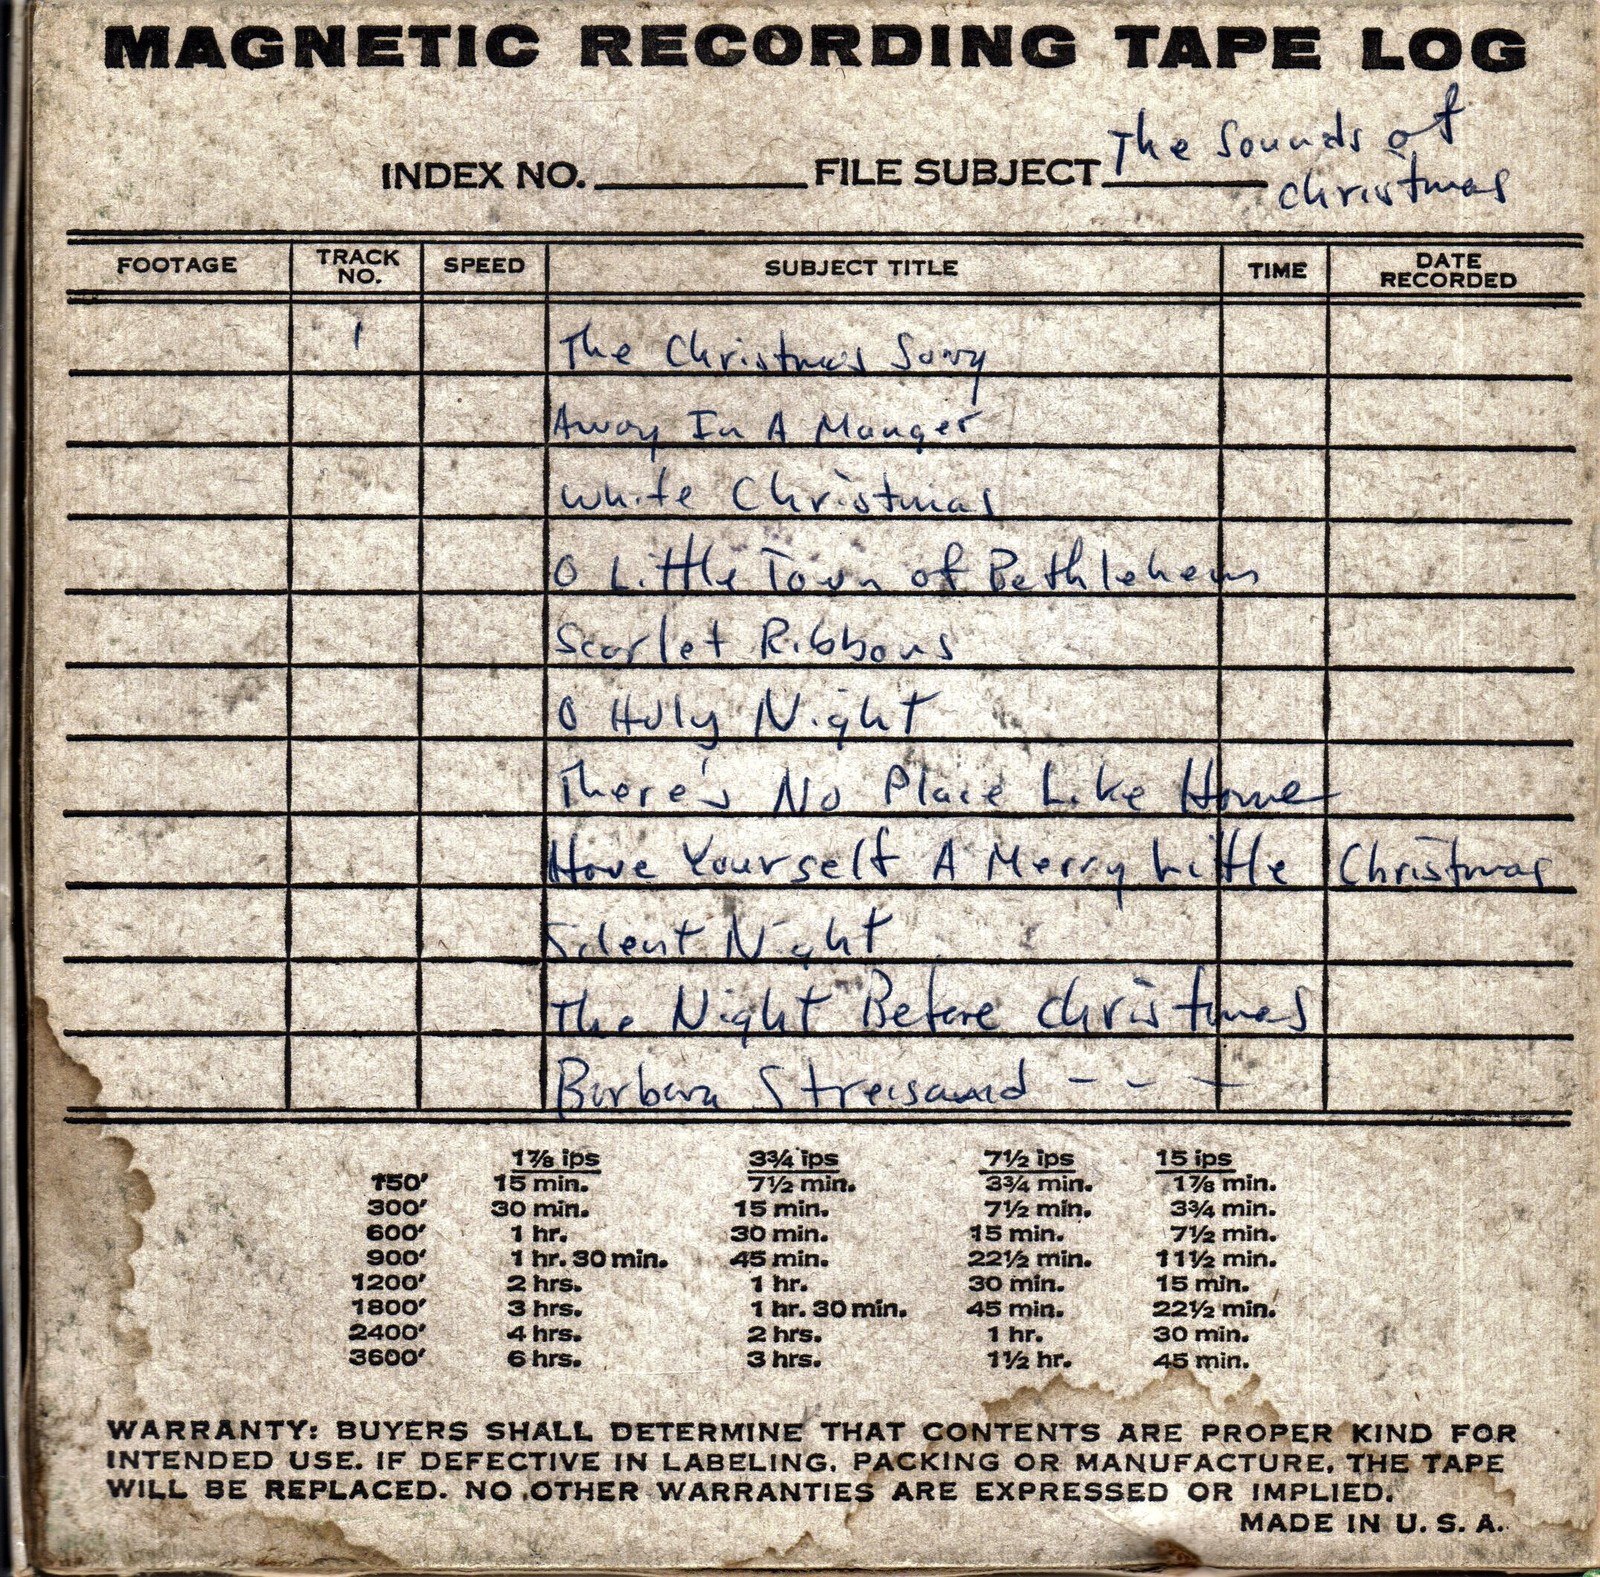 MAGNETIC RECORDING TAPE LOG
INDEX NO. FILE SUBJECT The Sounds of
christmas
FOOTAGE TRACK NO. SPEED SUBJECT TITLE TIME DATE RECORDED
1 The Christmas Song
Away In A Manger
White Christmas
O Little Town of Bethlehem
Scarlet Ribbons
O Holy Night
There's No Place Like Home
Have Yourself A Merry Little Christmas
Silent Night
The Night Before Christmas
Barbara Streisand - - -
1⅞ ips 3¾ ips 7½ ips 15 ips
150' 15 min. 7½ min. 3¾ min. 1⅞ min.
300' 30 min. 15 min. 7½ min. 3¾ min.
600' 1 hr. 30 min. 15 min. 7½ min.
900' 1 hr. 30 min. 45 min. 22½ min. 11½ min.
1200' 2 hrs. 1 hr. 30 min. 15 min.
1800' 3 hrs. 1 hr. 30 min. 45 min. 22½ min.
2400' 4 hrs. 2 hrs. 1 hr. 30 min.
3600' 6 hrs. 3 hrs. 1½ hr. 45 min.
WARRANTY: BUYERS SHALL DETERMINE THAT CONTENTS ARE PROPER KIND FOR
INTENDED USE. IF DEFECTIVE IN LABELING, PACKING OR MANUFACTURE, THE TAPE
WILL BE REPLACED. NO OTHER WARRANTIES ARE EXPRESSED OR IMPLIED.
MADE IN U. S. A.